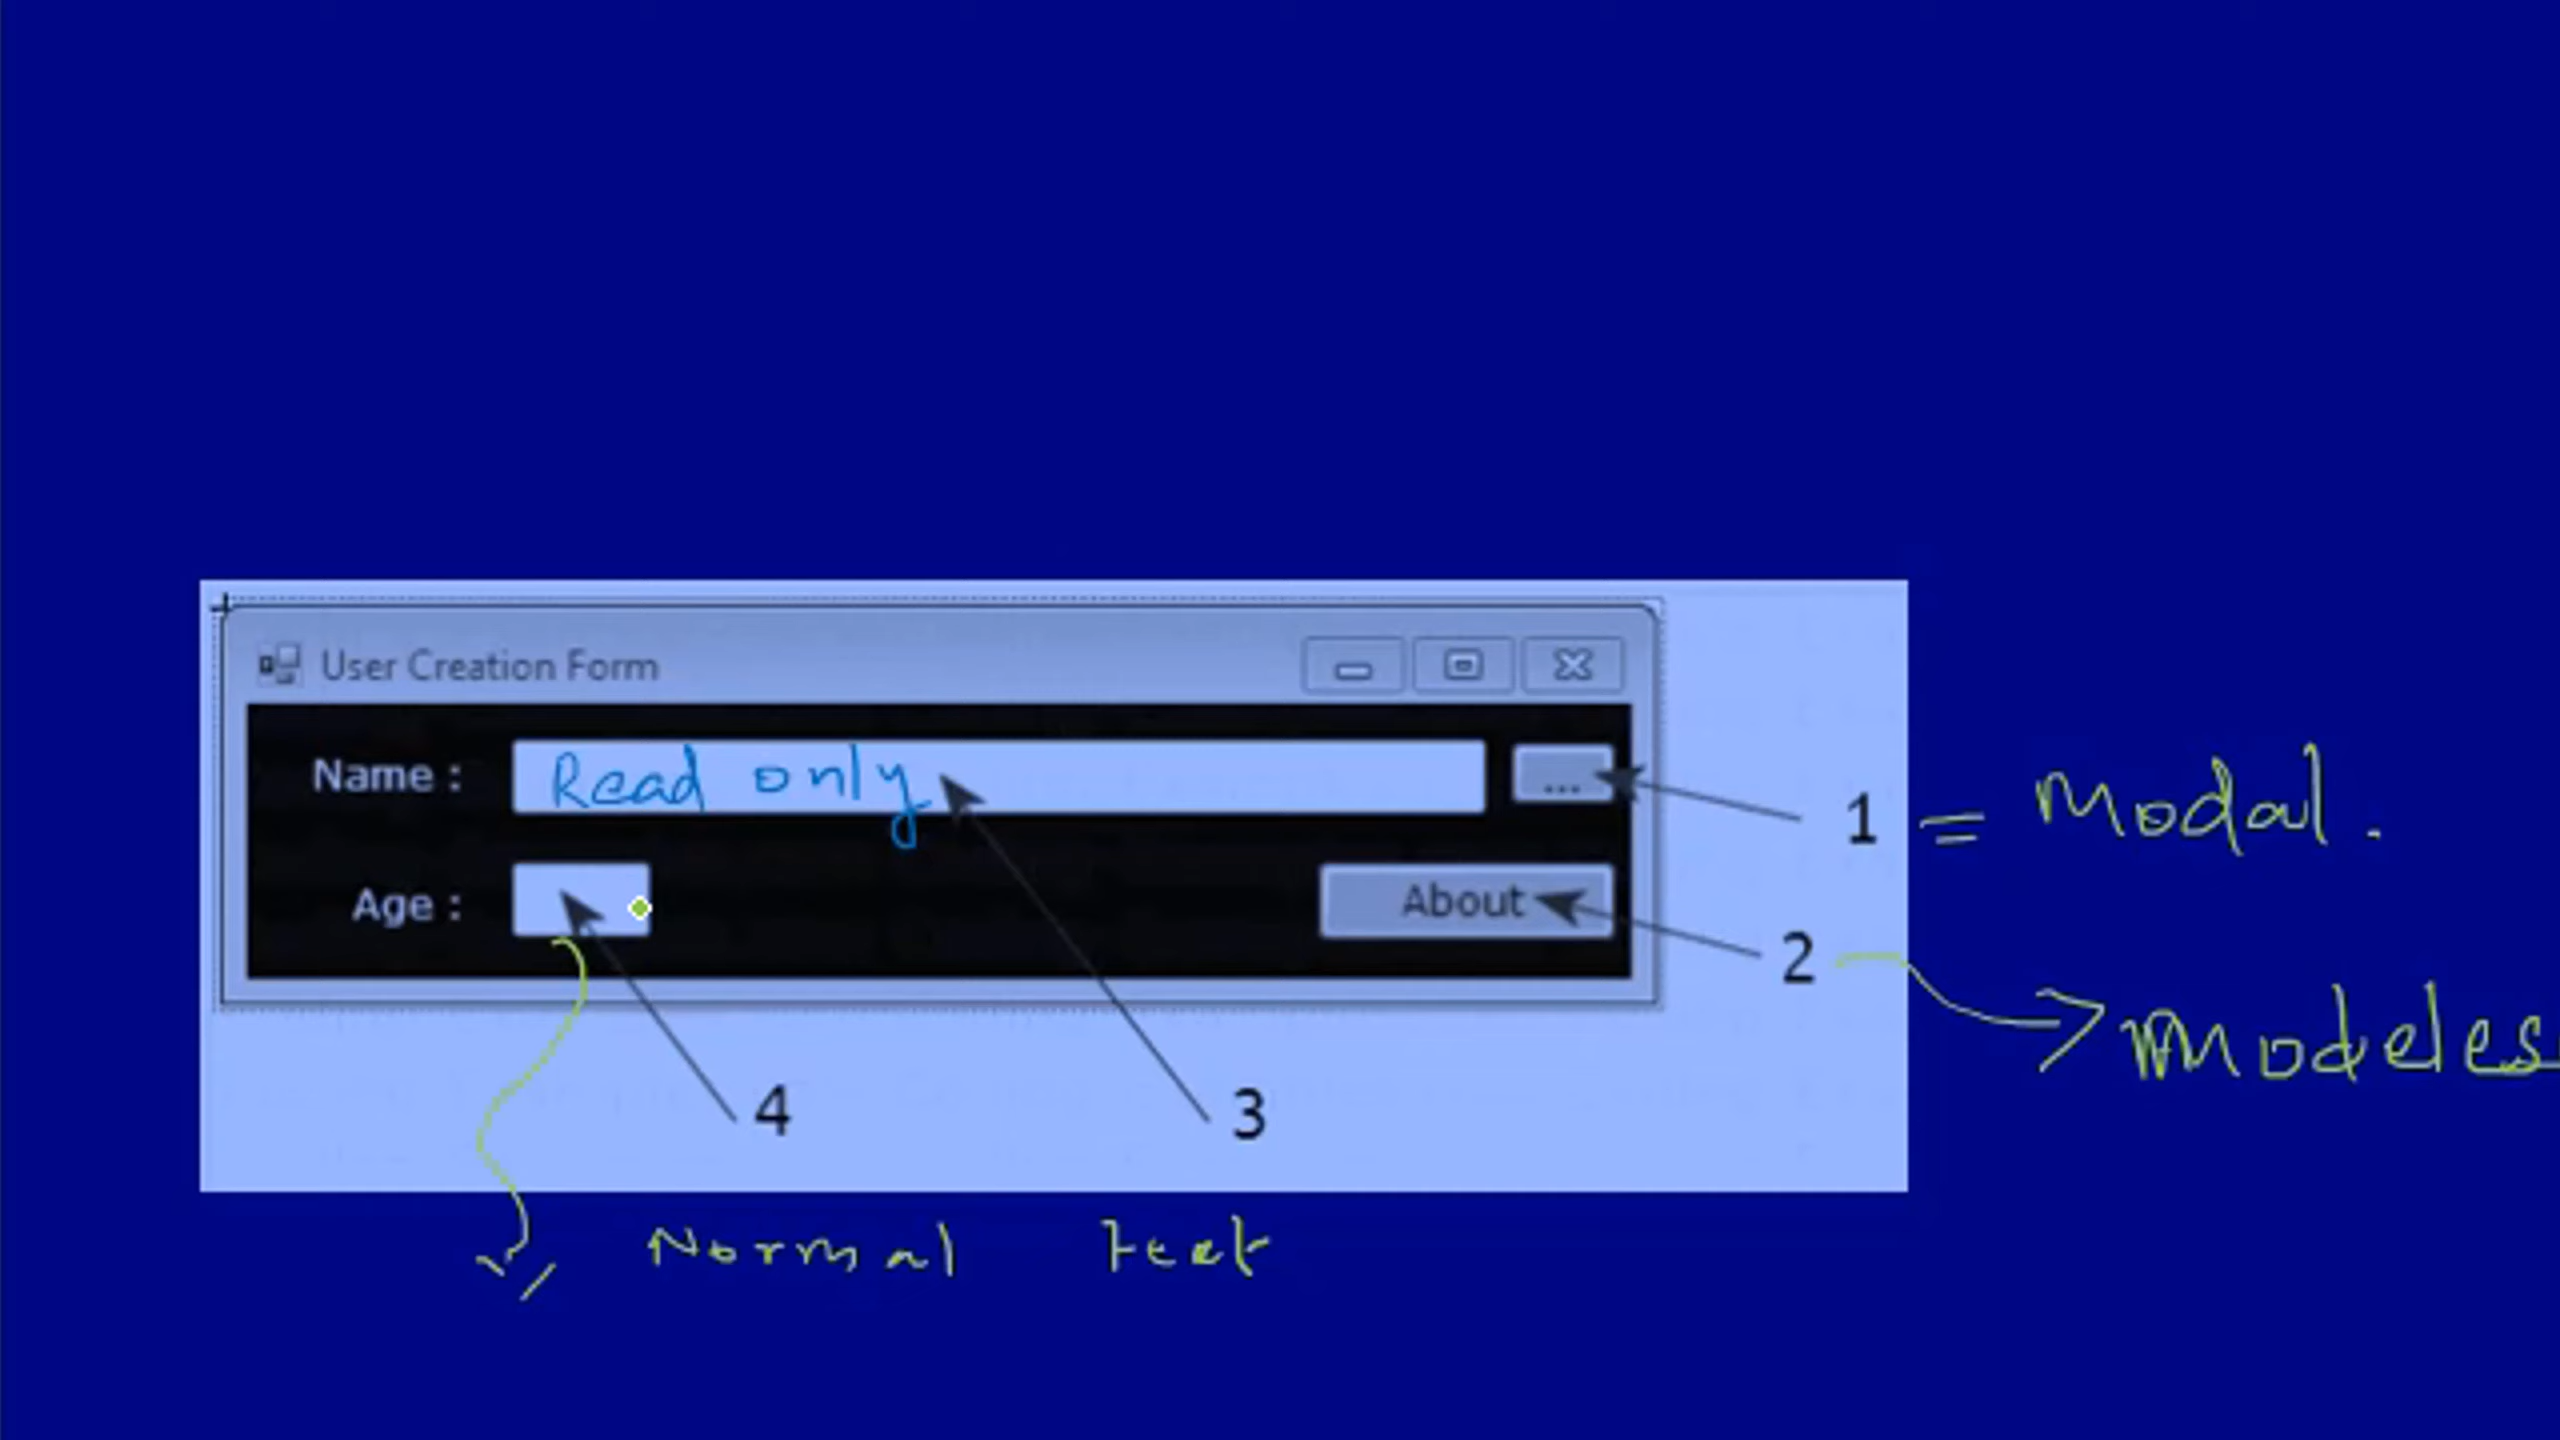 User Creation Form
Name : Read only ...
1 = Modal.
Age : About
2 Modeles
4 3
Normal